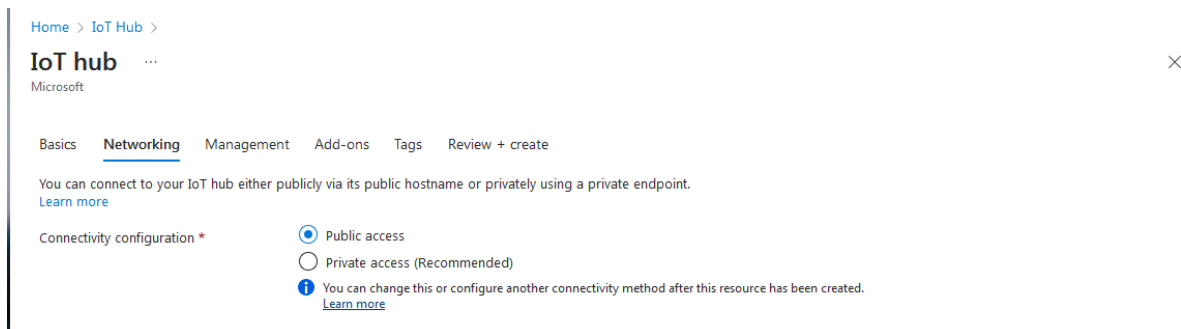 Home > IoT Hub >
IoT hub ...
Microsoft
Basics Networking Management Add-ons Tags Review + create
You can connect to your IoT hub either publicly via its public hostname or privately using a private endpoint.
Learn more
Connectivity configuration * Public access
Private access (Recommended)
You can change this or configure another connectivity method after this resource has been created.
Learn more